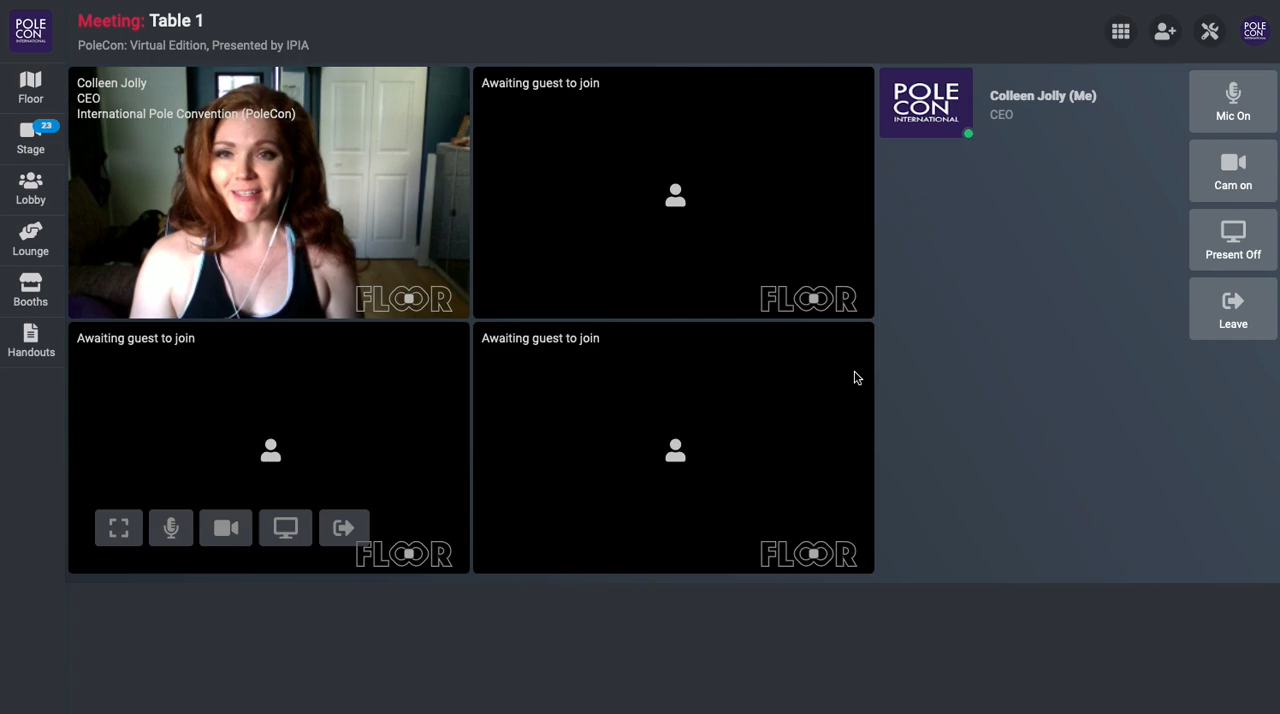 POLE
CON
INTERNATIONAL
Meeting: Table 1
PoleCon: Virtual Edition, Presented by IPIA
POLE
CON
Floor
23
Stage
Lobby
Lounge
Booths
Handouts
Colleen Jolly
CEO
International Pole Convention (PoleCon)
FLOOR
Awaiting guest to join
FLOOR
Awaiting guest to join
FLOOR
Awaiting guest to join
FLOOR
POLE
CON
INTERNATIONAL
Colleen Jolly (Me)
CEO
Mic On
Cam on
Present Off
Leave